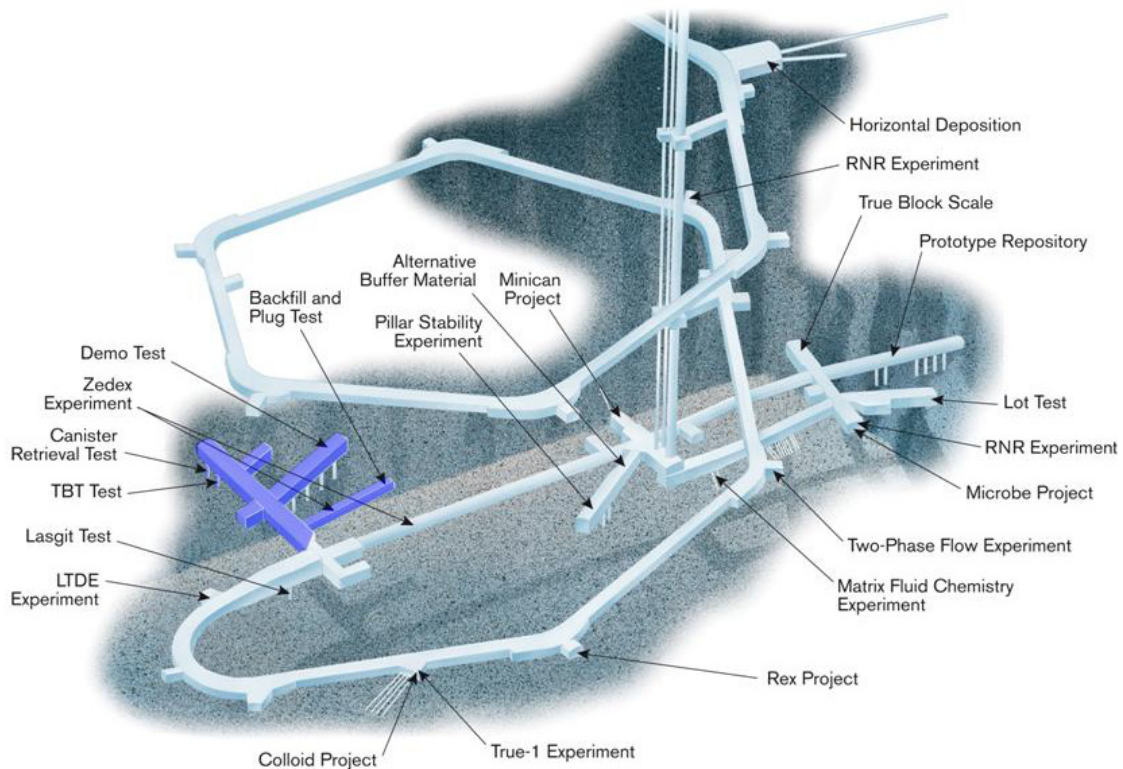 Horizontal Deposition
RNR Experiment
True Block Scale
Prototype Repository
Alternative
Buffer Material
Minican
Project
Backfill and
Plug Test
Pillar Stability
Experiment
Demo Test
Zedex
Experiment
Canister
Retrieval Test
TBT Test
Lasgit Test
LTDE
Experiment
Lot Test
RNR Experiment
Microbe Project
Two-Phase Flow Experiment
Matrix Fluid Chemistry
Experiment
Rex Project
True-1 Experiment
Colloid Project